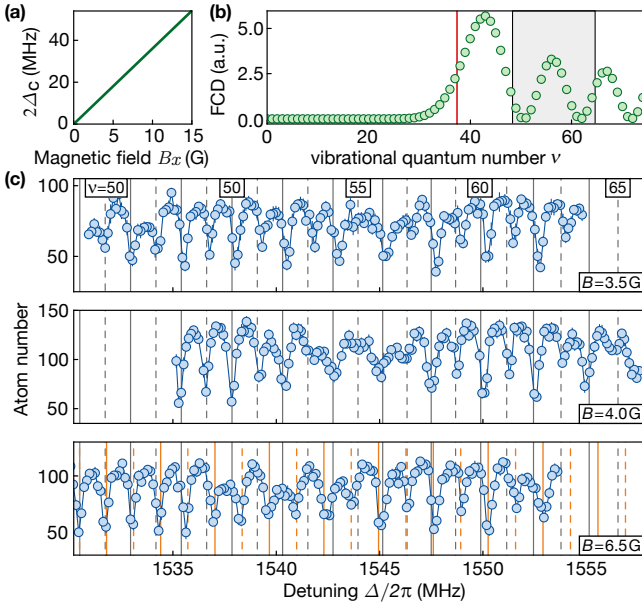 (a)
40
20
0
2Δc (MHz)
0 5 10 15
Magnetic field Bx (G)
(b)
5.0
2.5
0.0
FCD (a.u.)
0 20 40 60
vibrational quantum number ν
(c)
100
50
ν=50 50 55 60 65
B=3.5G
150
100
50
Atom number
B=4.0G
100
50
B=6.5G
1535 1540 1545 1550 1555
Detuning Δ/2π (MHz)